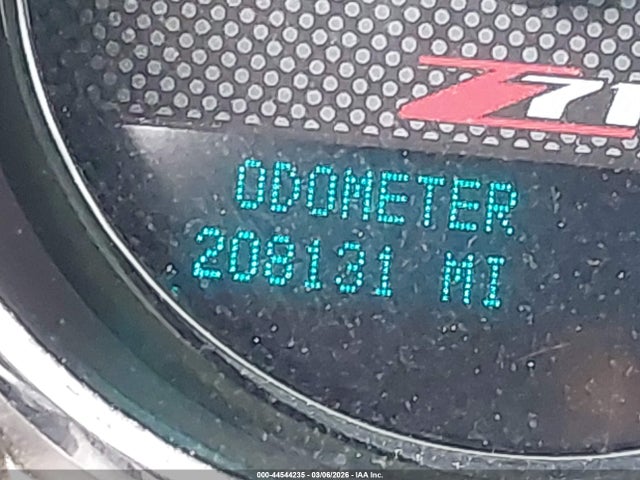 Z71
ODOMETER
208131 MI
000-44544235 - 03/06/2026 - IAA Inc.